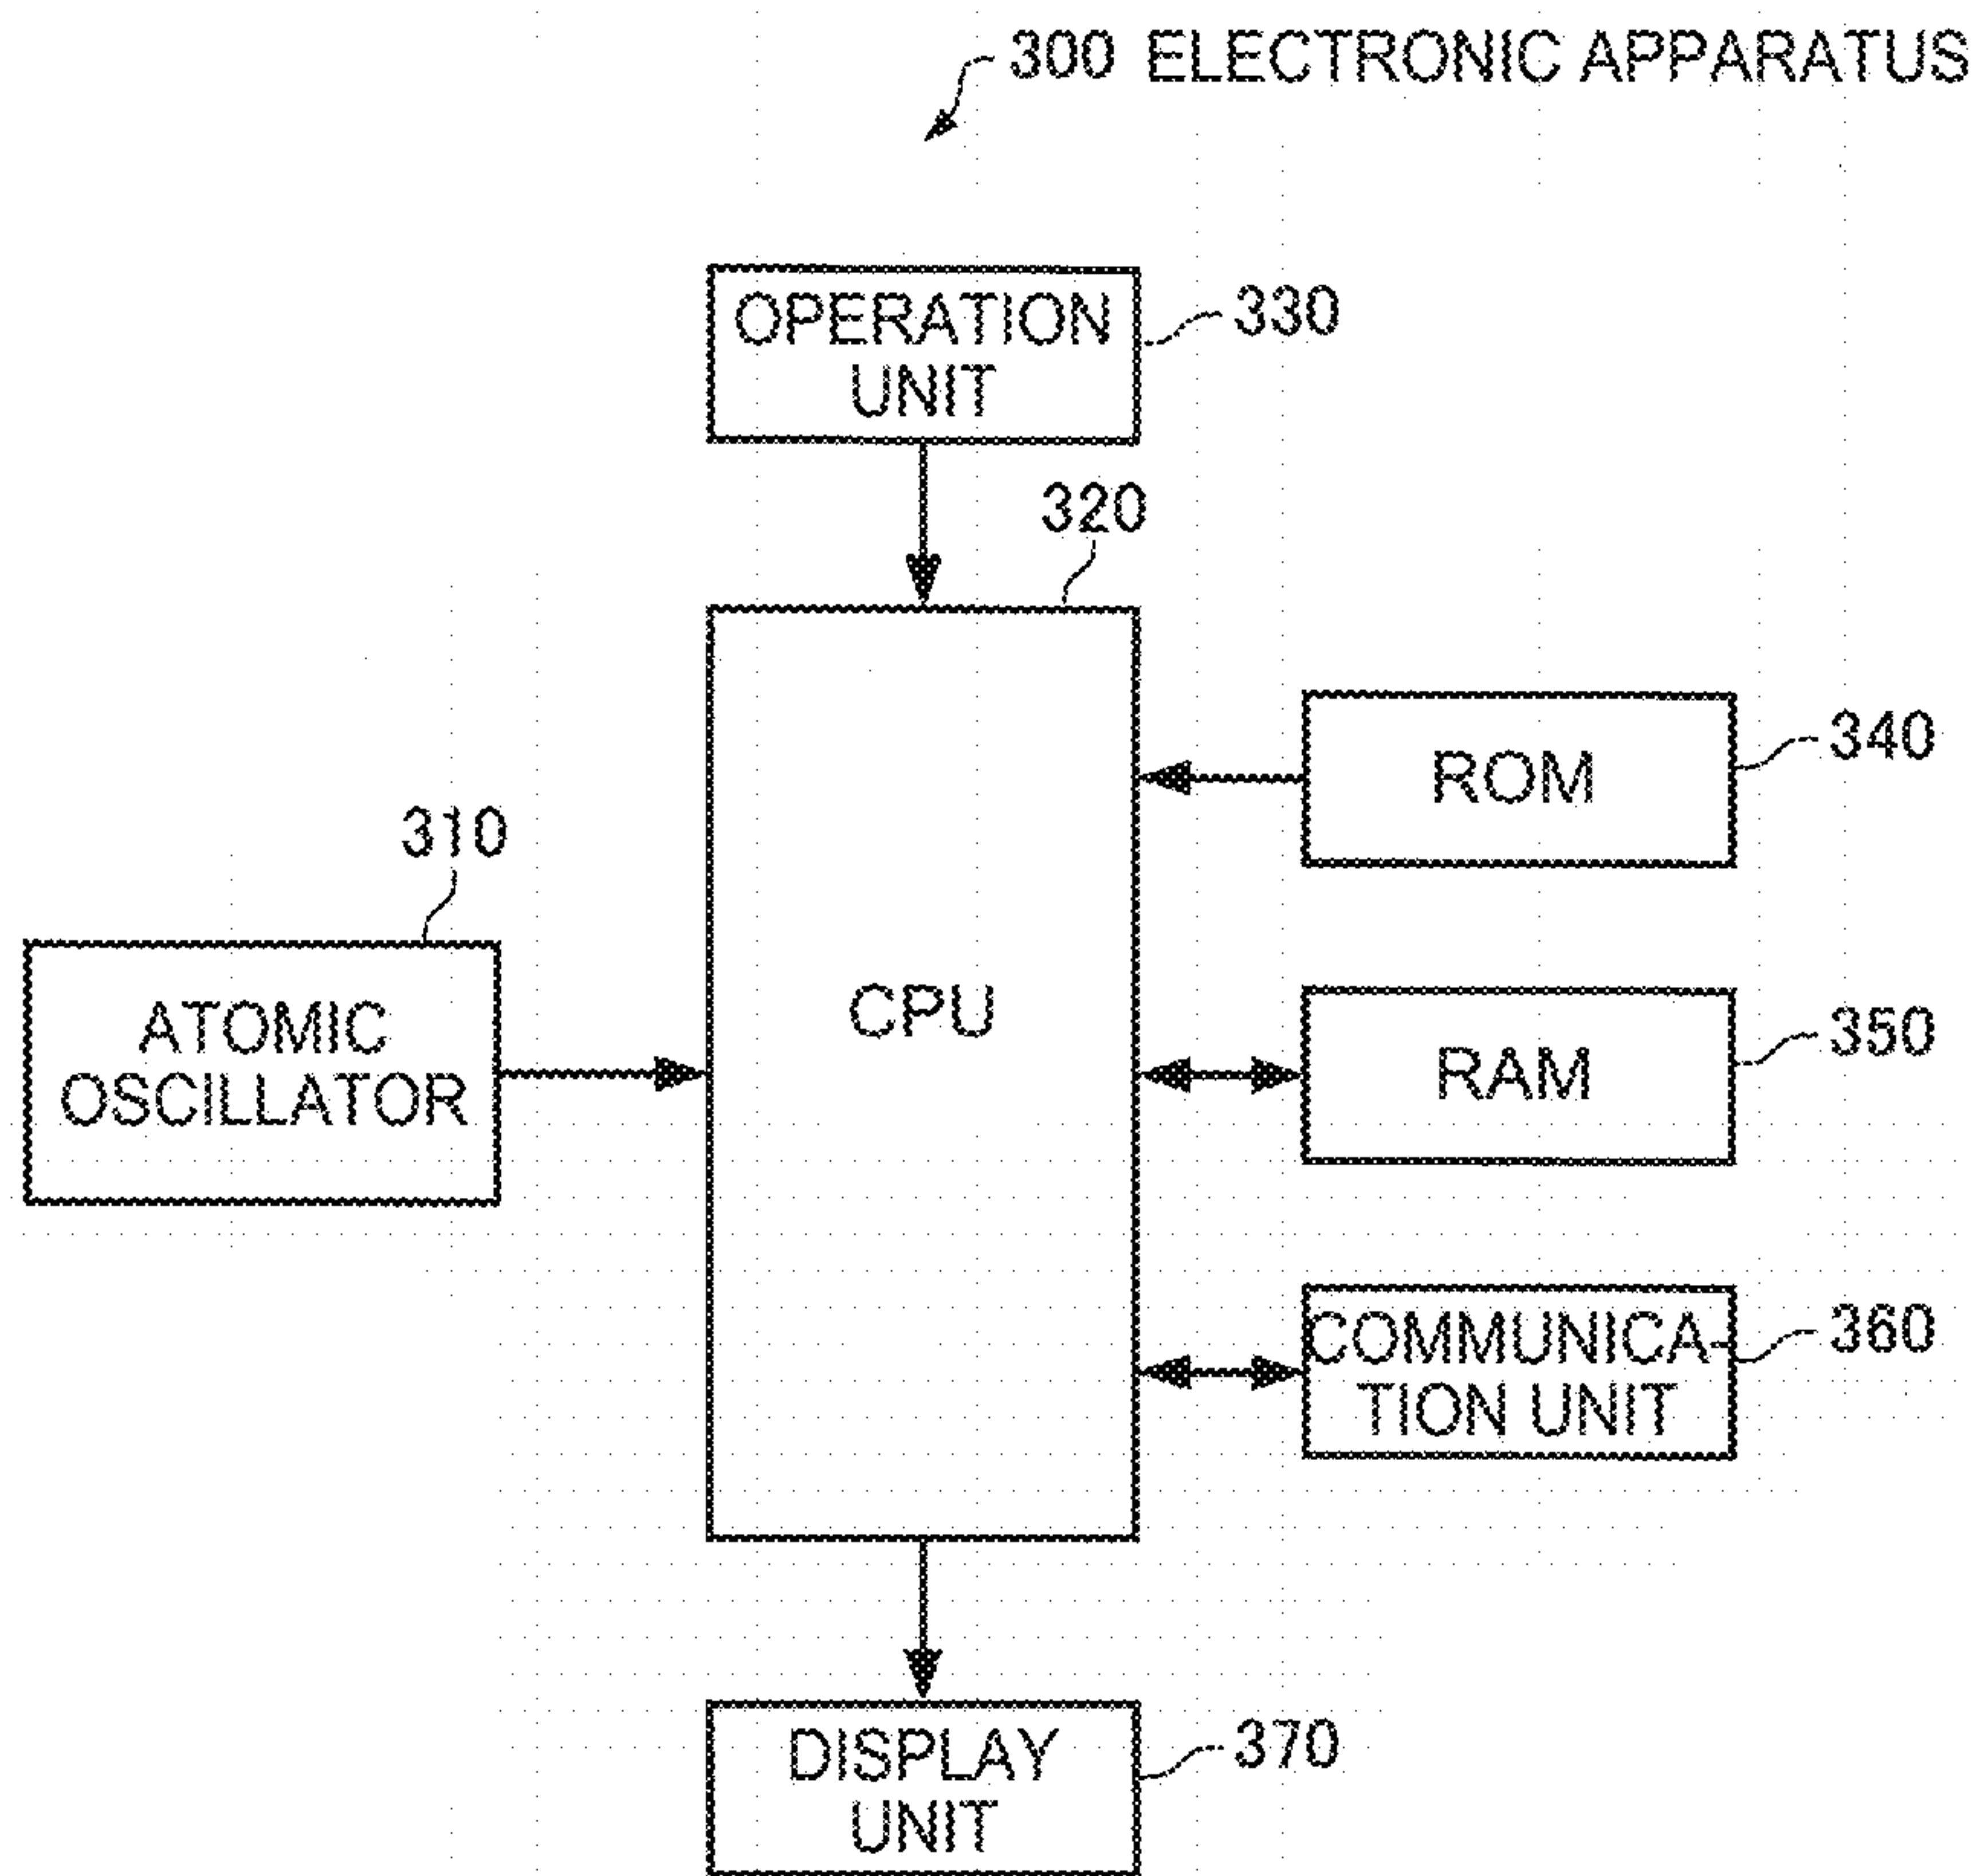 300 ELECTRONIC APPARATUS
OPERATION
UNIT
330
320
CPU
ROM
340
310
ATOMIC
OSCILLATOR
RAM
350
COMMUNICA-
TION UNIT
360
DISPLAY
UNIT
370